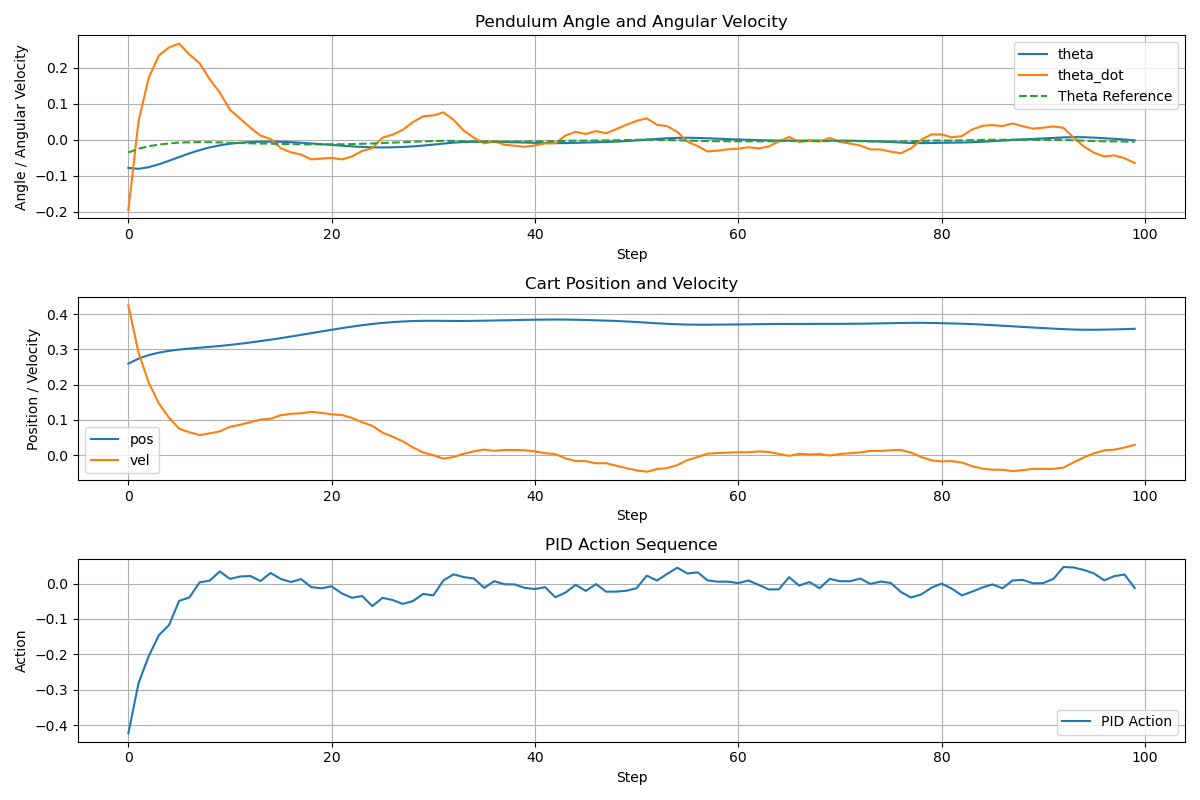 Pendulum Angle and Angular Velocity
Angle / Angular Velocity
0.2
0.1
0.0
−0.1
−0.2
theta
theta_dot
Theta Reference
0 20 40 60 80 100
Step
Cart Position and Velocity
Position / Velocity
0.4
0.3
0.2
0.1
0.0
pos
vel
0 20 40 60 80 100
Step
PID Action Sequence
Action
0.0
−0.1
−0.2
−0.3
−0.4
PID Action
0 20 40 60 80 100
Step